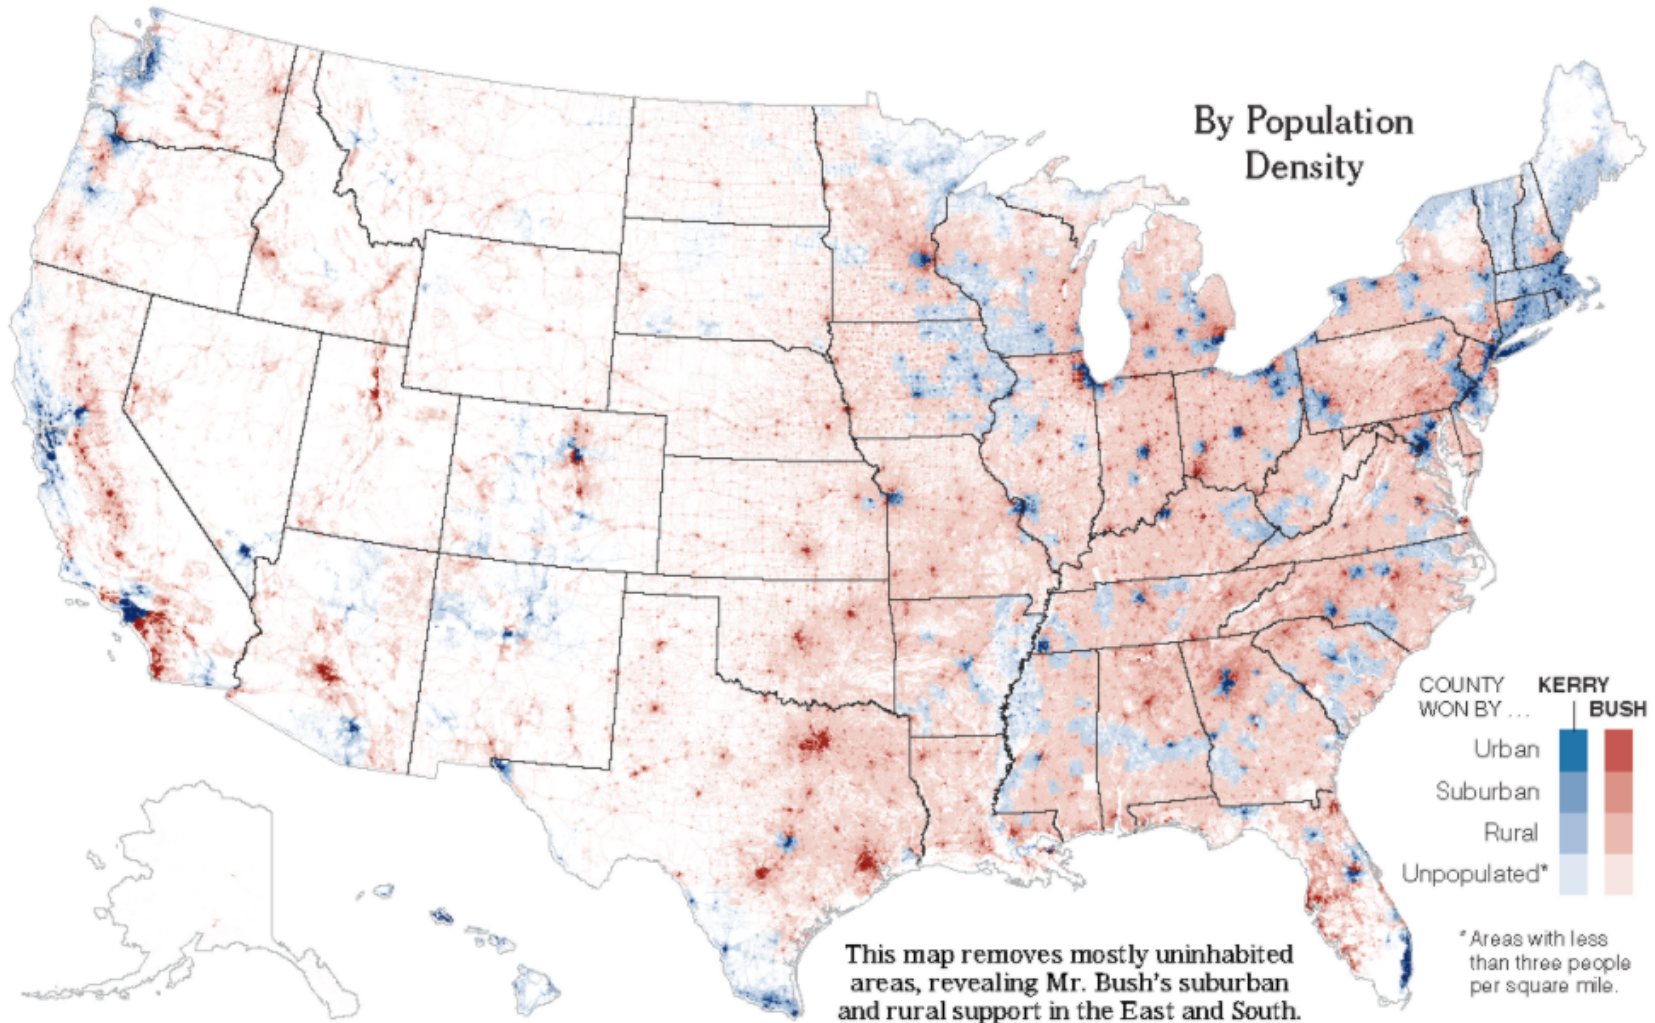 By Population
Density
COUNTY
WON BY ...
KERRY
BUSH
Urban
Suburban
Rural
Unpopulated*
*Areas with less
than three people
per square mile.
This map removes mostly uninhabited
areas, revealing Mr. Bush's suburban
and rural support in the East and South.